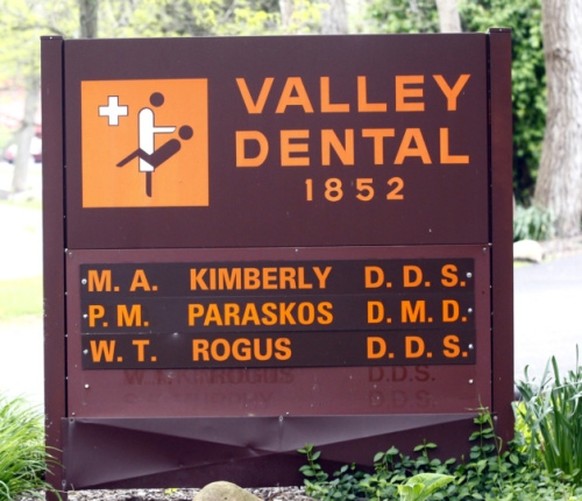 VALLEY
DENTAL
1852
M. A. KIMBERLY D. D. S.
P. M. PARASKOS D. M. D.
W. T. ROGUS D. D. S.
D.D.S.
D.D.S.